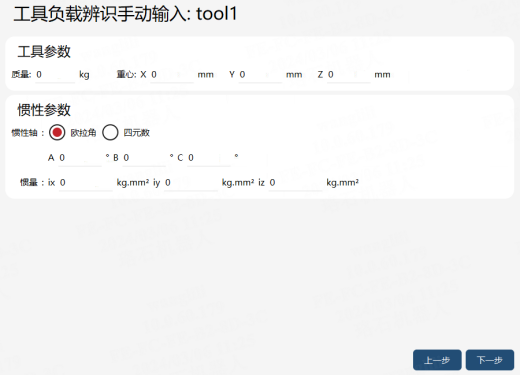 工具负载辨识手动输入: tool1
工具参数
质量: 0 kg 重心: X 0 mm Y 0 mm Z 0 mm
惯性参数
惯性轴 : 欧拉角 四元数
A 0 ° B 0 ° C 0 °
惯量 : ix 0 kg.mm² iy 0 kg.mm² iz 0 kg.mm²
上一步 下一步